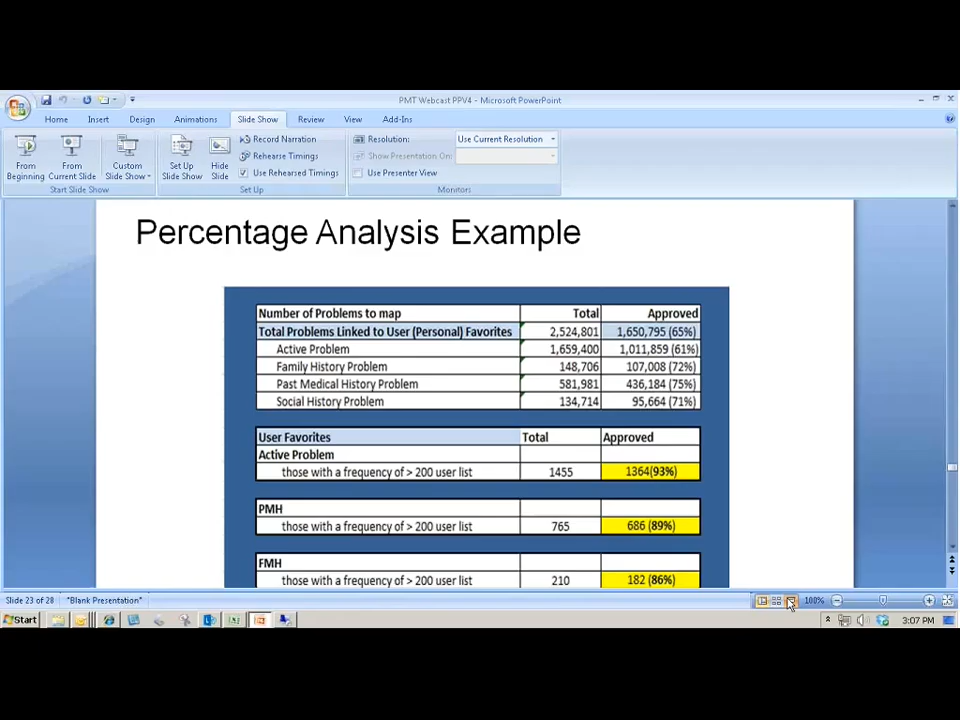 PMT Webcast PPV4 - Microsoft PowerPoint
Home Insert Design Animations Slide Show Review View Add-Ins
From Beginning
From Current Slide
Custom Slide Show
Start Slide Show
Set Up Slide Show
Hide Slide
Record Narration
Rehearse Timings
Use Rehearsed Timings
Set Up
Resolution: Use Current Resolution
Show Presentation On:
Use Presenter View
Monitors
Percentage Analysis Example
Number of Problems to map Total Approved
Total Problems Linked to User (Personal) Favorites 2,524,801 1,650,795 (65%)
Active Problem 1,659,400 1,011,859 (61%)
Family History Problem 148,706 107,008 (72%)
Past Medical History Problem 581,981 436,184 (75%)
Social History Problem 134,714 95,664 (71%)
User Favorites Total Approved
Active Problem
those with a frequency of > 200 user list 1455 1364(93%)
PMH
those with a frequency of > 200 user list 765 686 (89%)
FMH
those with a frequency of > 200 user list 210 182 (86%)
Slide 23 of 28 "Blank Presentation" 100%
Start 3:07 PM